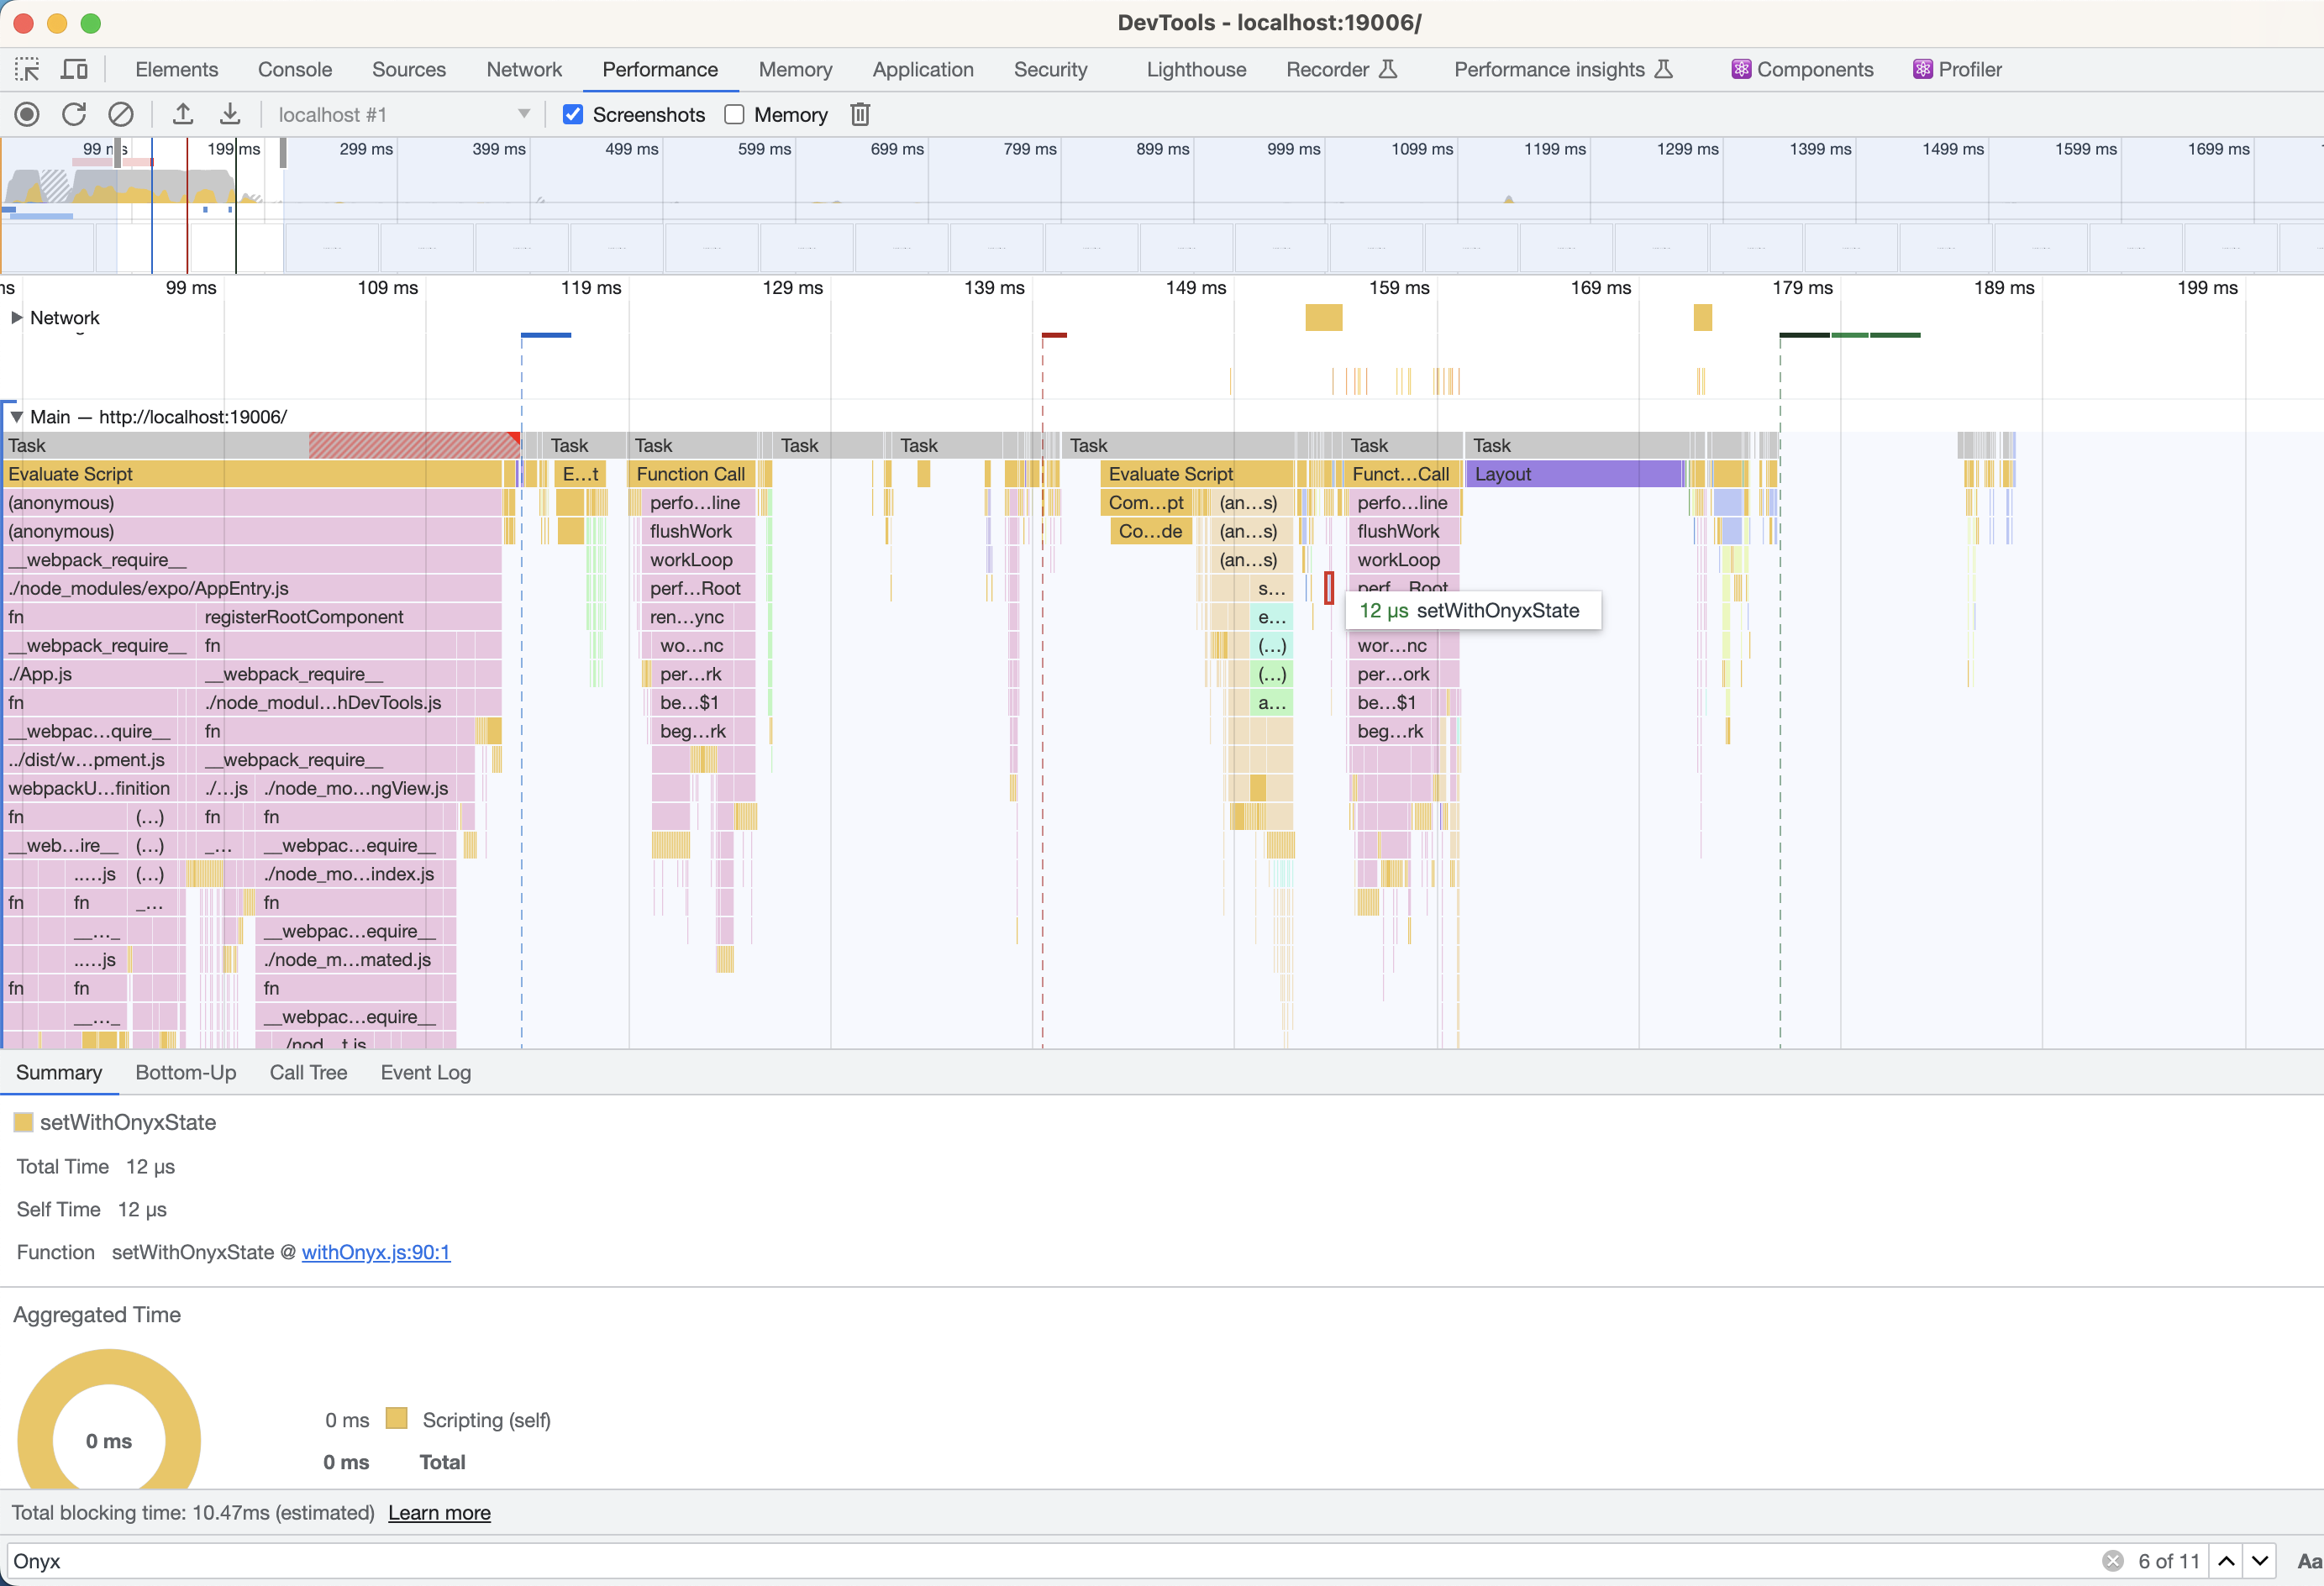 DevTools - localhost:19006/
Elements Console Sources Network Performance Memory Application Security Lighthouse Recorder Performance insights Components Profiler
localhost #1 Screenshots Memory
99 ms 199 ms 299 ms 399 ms 499 ms 599 ms 699 ms 799 ms 899 ms 999 ms 1099 ms 1199 ms 1299 ms 1399 ms 1499 ms 1599 ms 1699 ms
ns 99 ms 109 ms 119 ms 129 ms 139 ms 149 ms 159 ms 169 ms 179 ms 189 ms 199 ms
Network
Main — http://localhost:19006/
Task Task Task Task Task Task Task Task
Evaluate Script E…t Function Call Evaluate Script Funct…Call Layout
(anonymous) perfo…line Com…pt (an…s) perfo…line
(anonymous) flushWork Co…de (an…s) flushWork
__webpack_require__ workLoop (an…s) workLoop
./node_modules/expo/AppEntry.js perf…Root s… perf…Root
fn registerRootComponent ren…ync e… 12 µs setWithOnyxState
__webpack_require__ fn wo…nc (…) wor…nc
./App.js __webpack_require__ per…rk (…) per…ork
fn ./node_modul…hDevTools.js be…$1 a… be…$1
__webpac…quire__ fn beg…rk beg…rk
../dist/w…pment.js __webpack_require__
webpackU…finition ./…js ./node_mo…ngView.js
fn (…) fn fn
__web…ire__ (…) _… __webpac…equire__
..…js (…) ./node_mo…index.js
fn fn _… fn
__…_ __webpac…equire__
..…js ./node_m…mated.js
fn fn fn
__…_ __webpac…equire__
./nod…t.js
Summary Bottom-Up Call Tree Event Log
setWithOnyxState
Total Time 12 µs
Self Time 12 µs
Function setWithOnyxState @ withOnyx.js:90:1
Aggregated Time
0 ms Scripting (self)
0 ms
0 ms Total
Total blocking time: 10.47ms (estimated) Learn more
Onyx 6 of 11 Aa